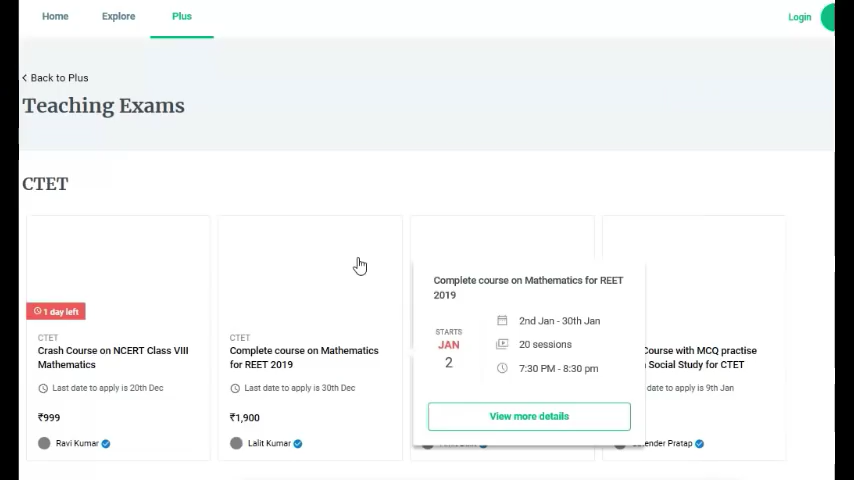 Home Explore Plus Login
Back to Plus
Teaching Exams
CTET
1 day left
CTET
Crash Course on NCERT Class VIII
Mathematics
Last date to apply is 20th Dec
₹999
Ravi Kumar
CTET
Complete course on Mathematics
for REET 2019
Last date to apply is 30th Dec
₹1,900
Lalit Kumar
Complete course on Mathematics for REET
2019
STARTS
JAN
2
2nd Jan - 30th Jan
20 sessions
7:30 PM - 8:30 pm
View more details
Course with MCQ practise
Social Study for CTET
date to apply is 9th Jan
Pratap